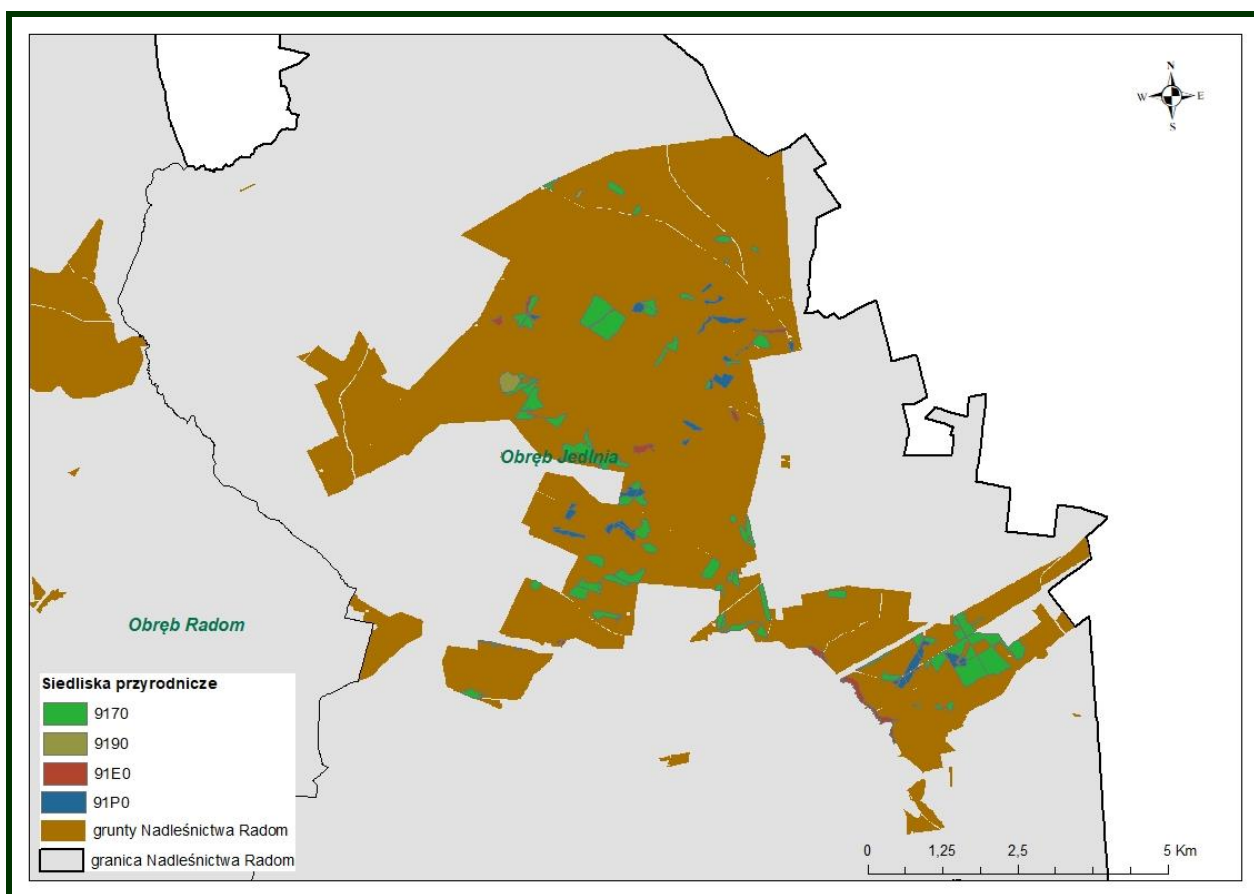 N
W E
S
Obręb Jedlnia
Obręb Radom
Siedliska przyrodnicze
9170
9190
91E0
91P0
grunty Nadleśnictwa Radom
granica Nadleśnictwa Radom
0 1,25 2,5 5 Km